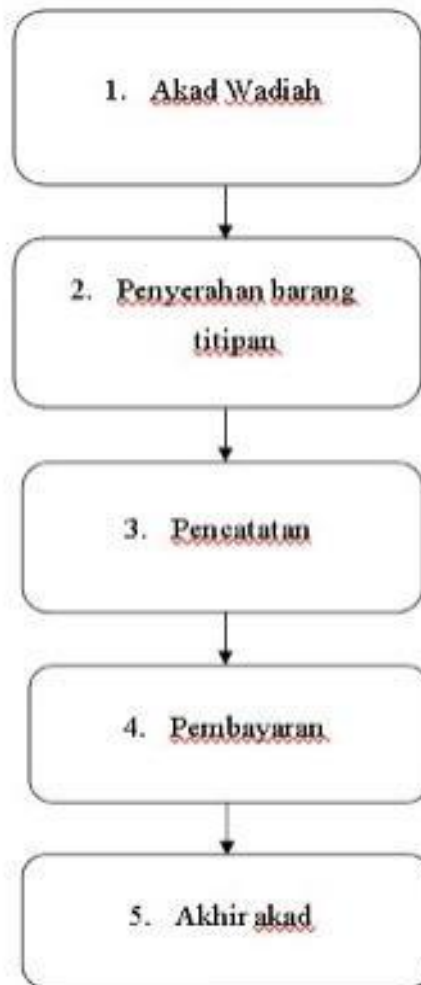 1. Akad Wadiah
2. Penyerahan barang
titipan
3. Pencatatan
4. Pembayaran
5. Akhir akad